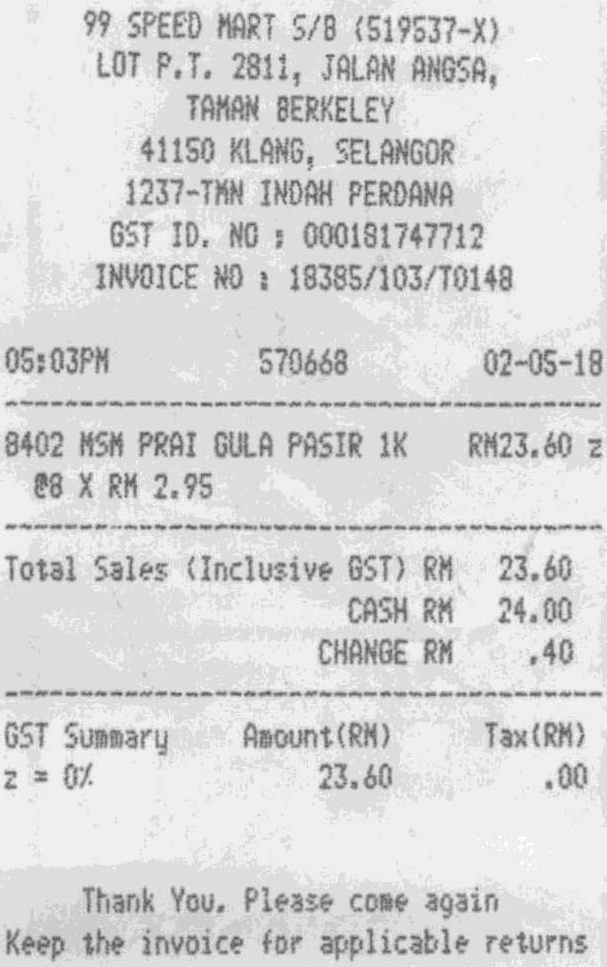 99 SPEED MART S/B (519537-X)
LOT P.T. 2811, JALAN ANGSA,
TAMAN BERKELEY
41150 KLANG, SELANGOR
1237-TMN INDAH PERDANA
GST ID. NO : 000181747712
INVOICE NO : 18385/103/T0148
05:03PM 570668 02-05-18
8402 MSM PRAI GULA PASIR 1K RM23.60 z
@8 X RM 2.95
Total Sales (Inclusive GST) RM 23.60
CASH RM 24.00
CHANGE RM .40
GST Summary Amount(RM) Tax(RM)
z = 0% 23.60 .00
Thank You. Please come again
Keep the invoice for applicable returns